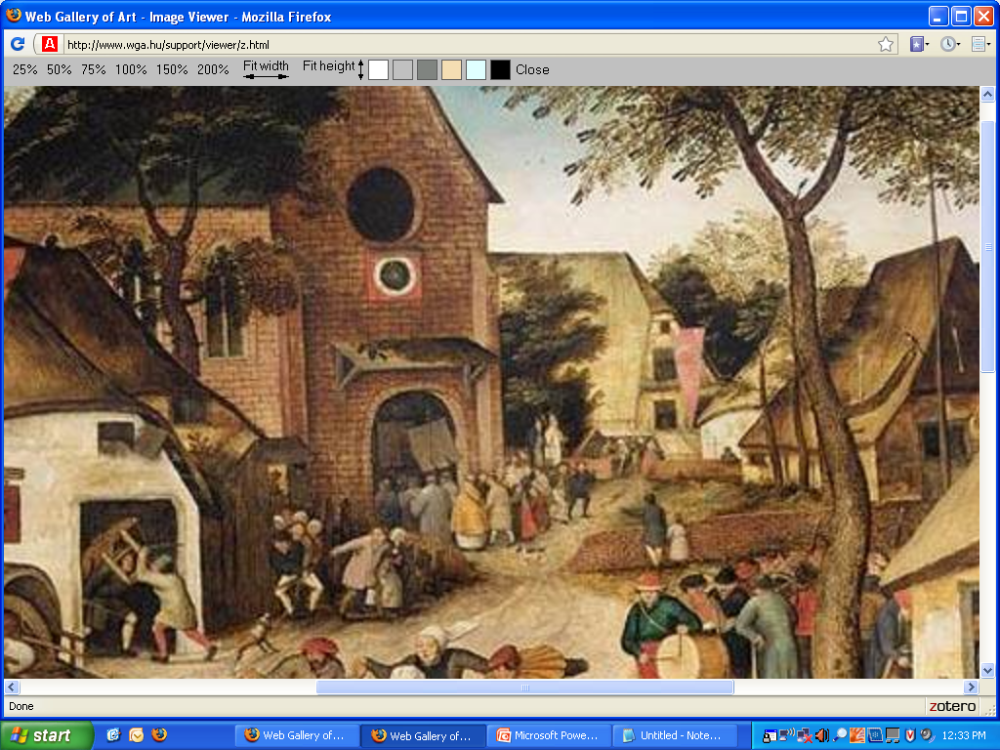 Web Gallery of Art - Image Viewer - Mozilla Firefox
http://www.wga.hu/support/viewer/z.html
25% 50% 75% 100% 150% 200% Fit width Fit height Close
Done
zotero
start Web Gallery of... Web Gallery of... Microsoft Powe... Untitled - Note... 12:33 PM